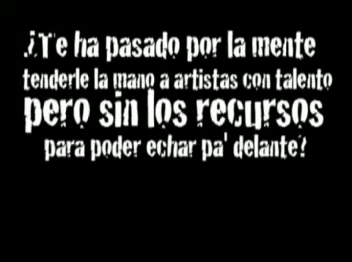 ¿Te ha pasado por la mente
tenderle la mano a artistas con talento
pero sin los recursos
para poder echar pa' delante?